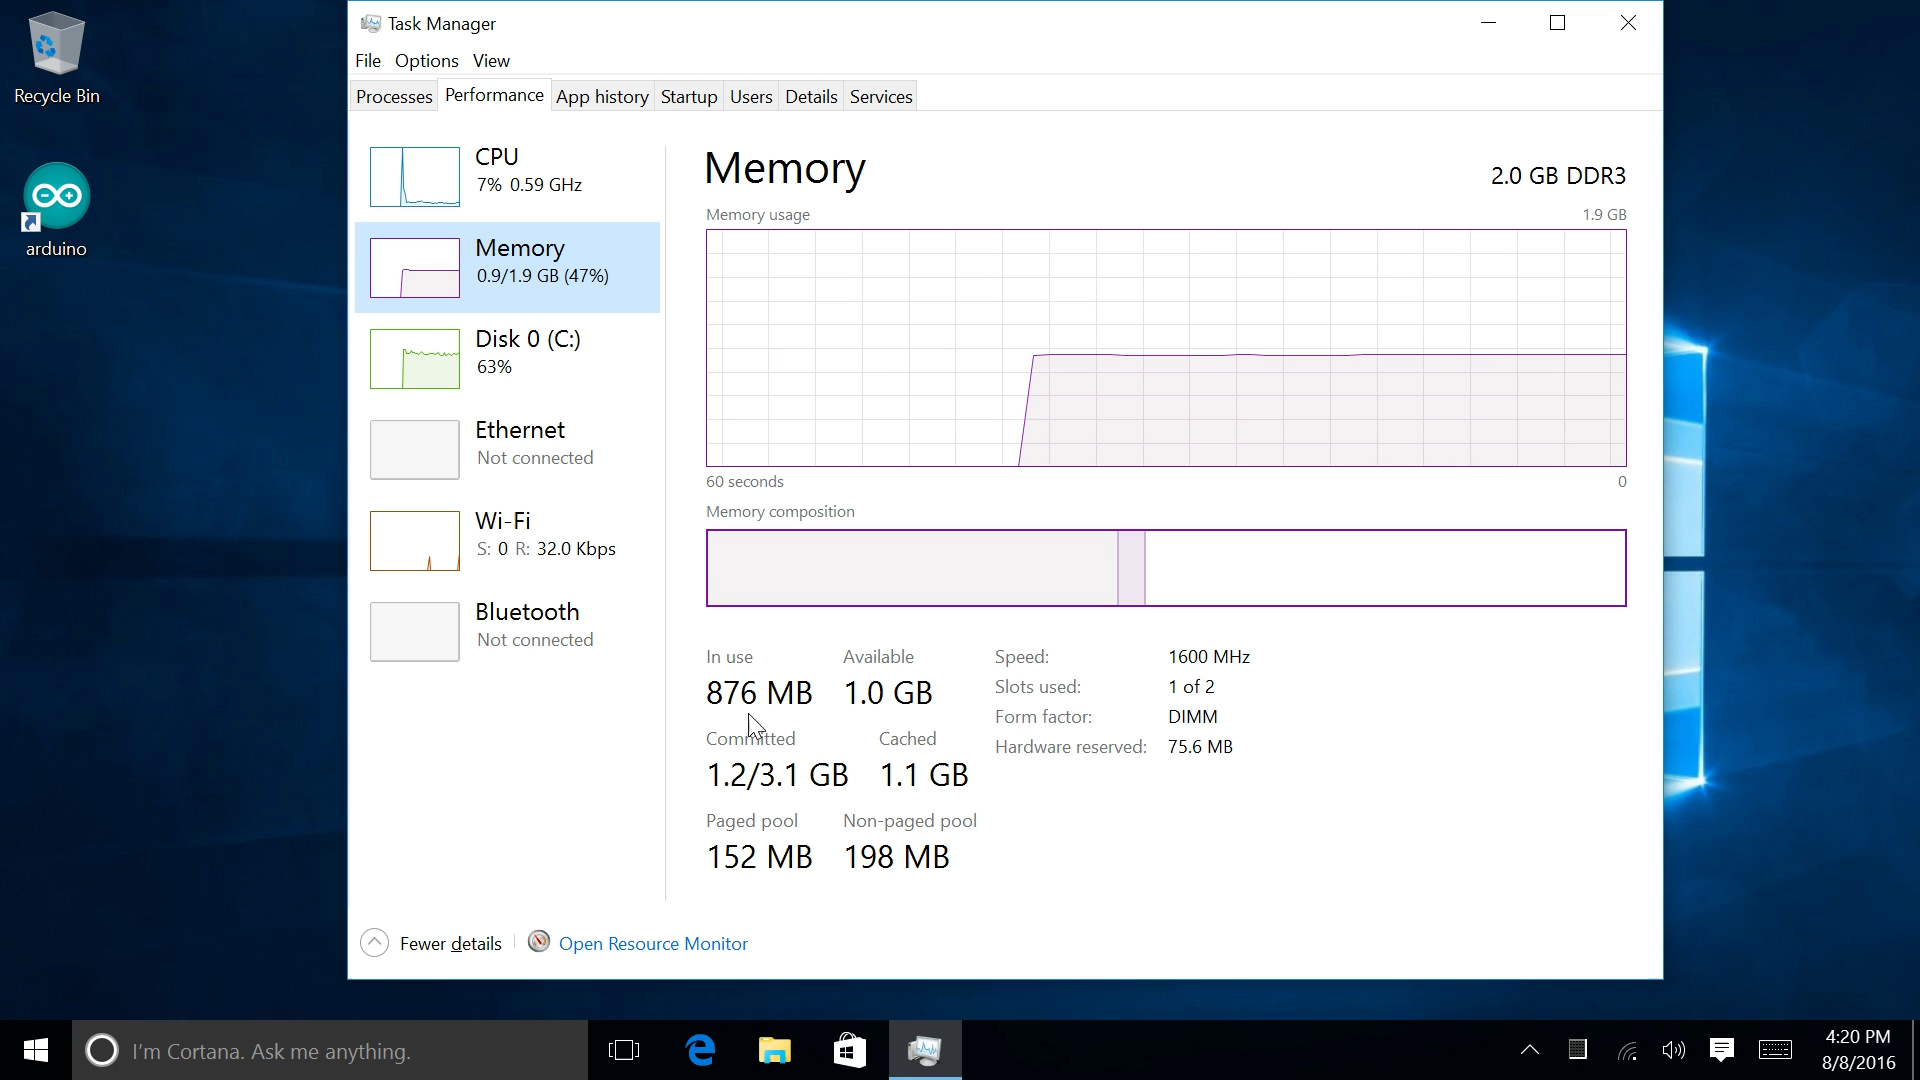 Recycle Bin
arduino
Task Manager
File Options View
Processes Performance App history Startup Users Details Services
CPU
7% 0.59 GHz
Memory
0.9/1.9 GB (47%)
Disk 0 (C:)
63%
Ethernet
Not connected
Wi-Fi
S: 0 R: 32.0 Kbps
Bluetooth
Not connected
Memory
2.0 GB DDR3
Memory usage
1.9 GB
60 seconds
0
Memory composition
In use
876 MB
Available
1.0 GB
Committed
1.2/3.1 GB
Cached
1.1 GB
Paged pool
152 MB
Non-paged pool
198 MB
Speed: 1600 MHz
Slots used: 1 of 2
Form factor: DIMM
Hardware reserved: 75.6 MB
Fewer details
Open Resource Monitor
I'm Cortana. Ask me anything.
4:20 PM
8/8/2016